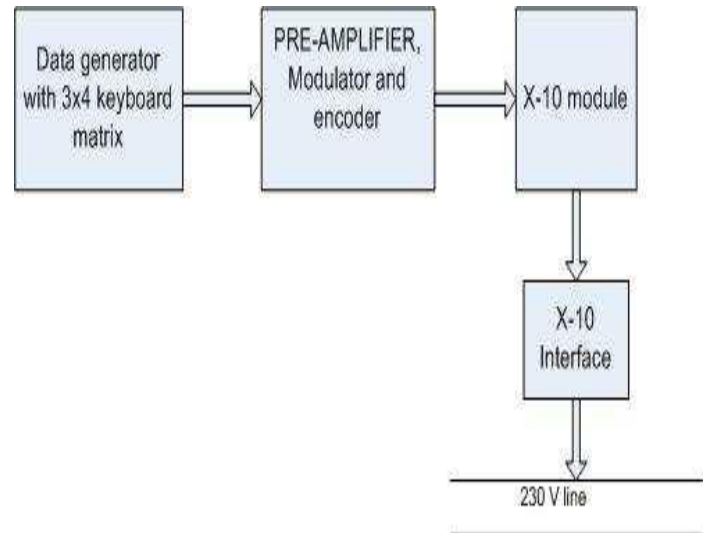 Data generator
with 3x4 keyboard
matrix
PRE-AMPLIFIER,
Modulator and
encoder
X-10 module
X-10
Interface
230 V line